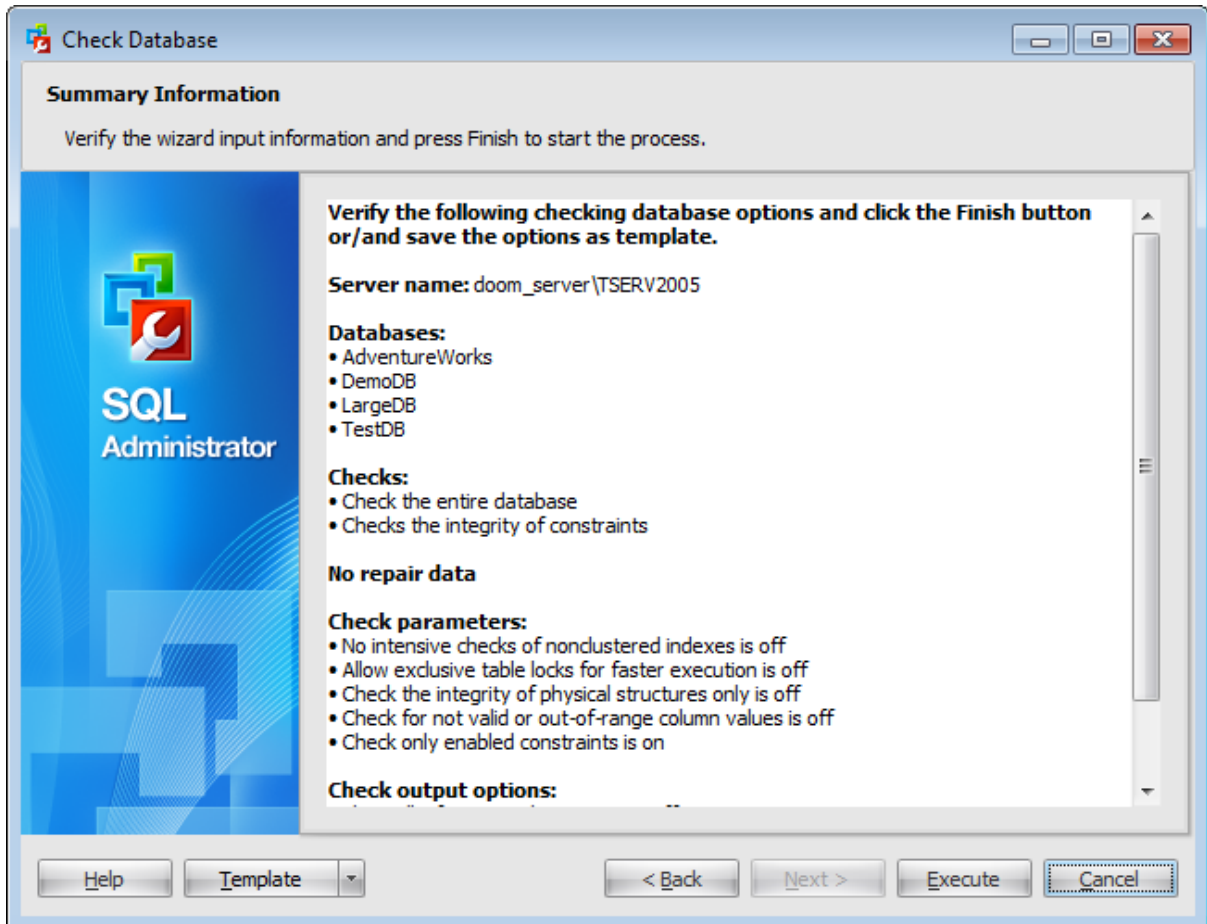 Check Database
Summary Information
Verify the wizard input information and press Finish to start the process.
SQL
Administrator
Verify the following checking database options and click the Finish button
or/and save the options as template.
Server name: doom_server\TSERV2005
Databases:
• AdventureWorks
• DemoDB
• LargeDB
• TestDB
Checks:
• Check the entire database
• Checks the integrity of constraints
No repair data
Check parameters:
• No intensive checks of nonclustered indexes is off
• Allow exclusive table locks for faster execution is off
• Check the integrity of physical structures only is off
• Check for not valid or out-of-range column values is off
• Check only enabled constraints is on
Check output options:
Help Template < Back Next > Execute Cancel